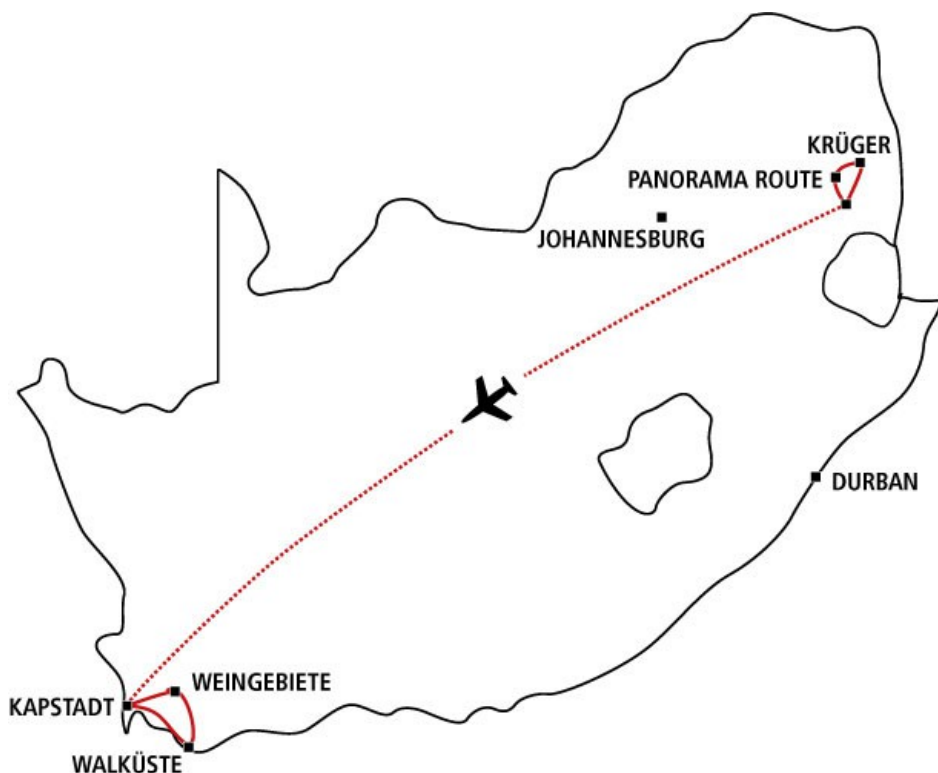 KRÜGER
PANORAMA ROUTE
JOHANNESBURG
DURBAN
WEINGEBIETE
KAPSTADT
WALKÜSTE